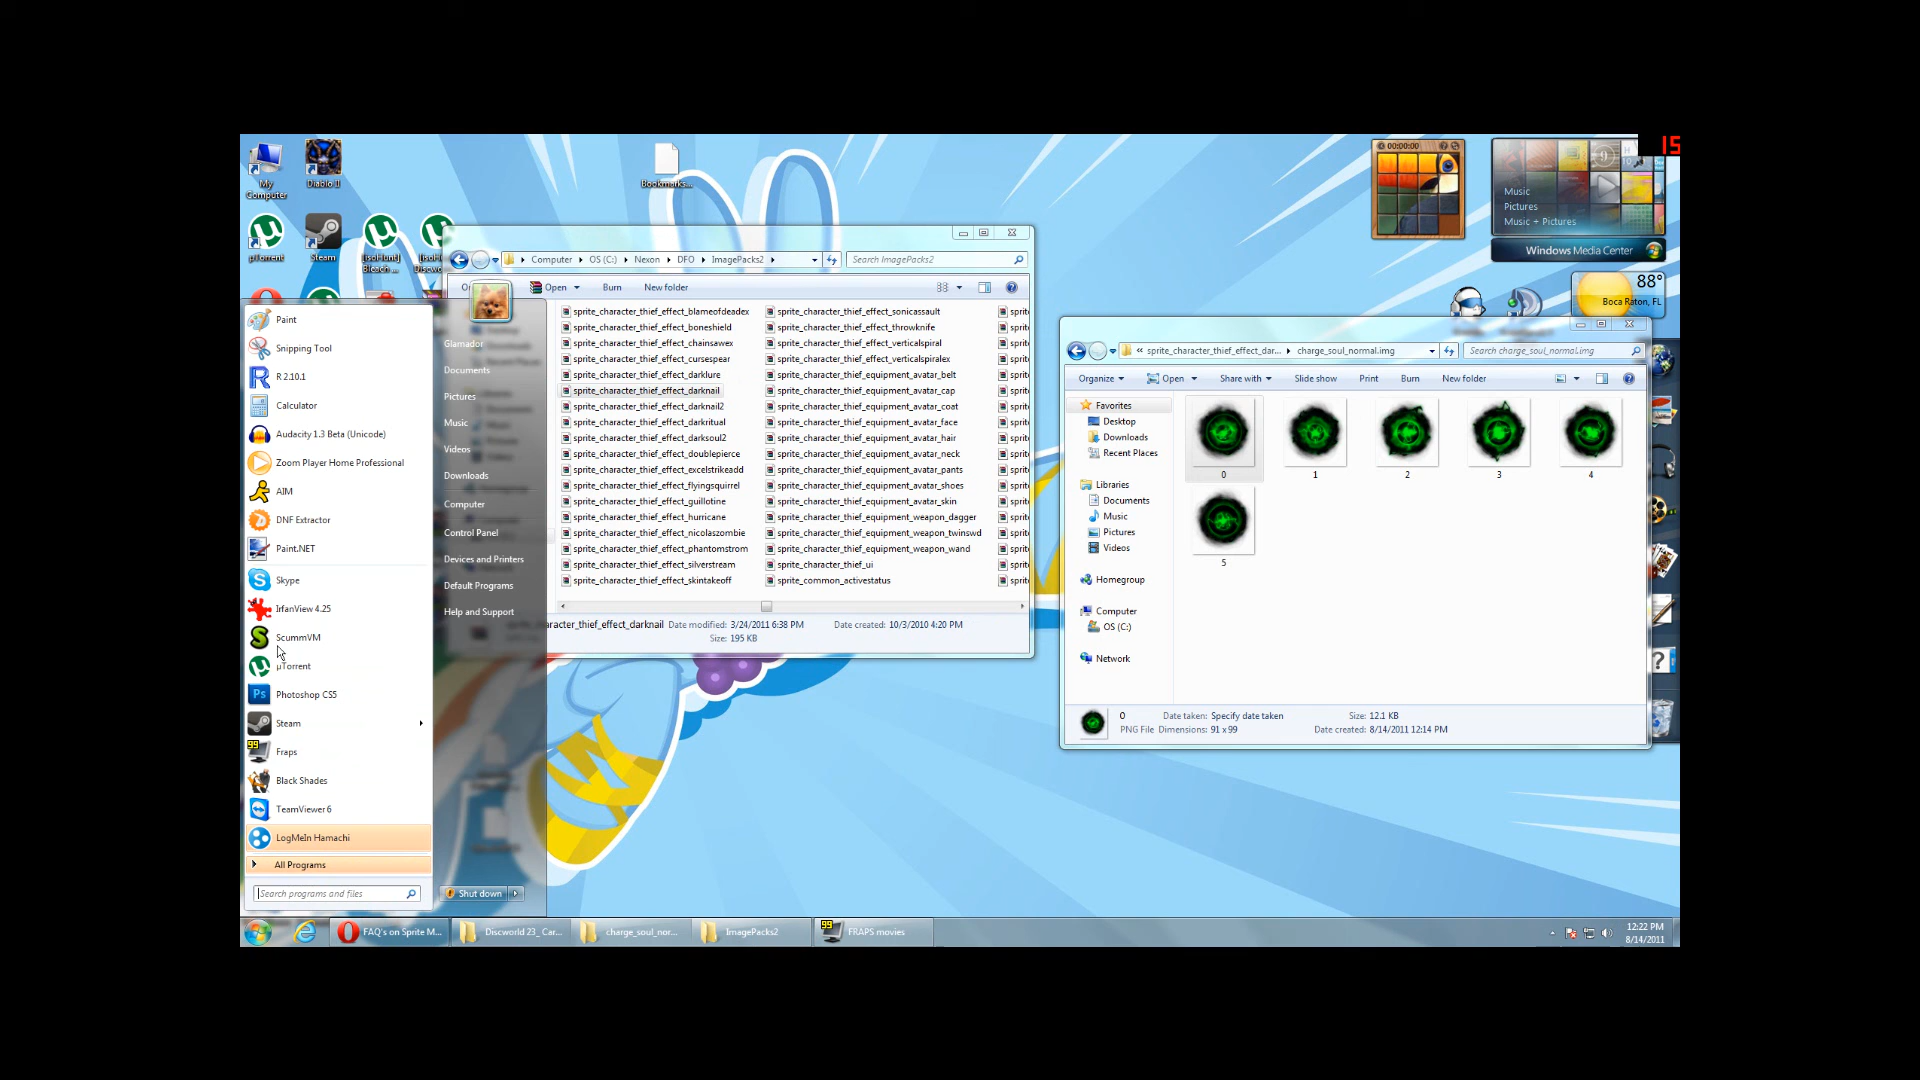 15
My
Computer
Diablo II
Bookmarks...
µTorrent
Steam
[isoHunt]
Bleach ...
00:00:00
Music
Pictures
Music + Pictures
Windows Media Center
88°
Boca Raton, FL
Computer
OS (C:)
Nexon
DFO
ImagePacks2
Search ImagePacks2
Open
Burn
New folder
sprite_character_thief_effect_blameofdeadex
sprite_character_thief_effect_boneshield
sprite_character_thief_effect_chainsawex
sprite_character_thief_effect_cursespear
sprite_character_thief_effect_darklure
sprite_character_thief_effect_darknail
sprite_character_thief_effect_darknail2
sprite_character_thief_effect_darkritual
sprite_character_thief_effect_darksoul2
sprite_character_thief_effect_doublepierce
sprite_character_thief_effect_excelstrikeadd
sprite_character_thief_effect_flyingsquirrel
sprite_character_thief_effect_guillotine
sprite_character_thief_effect_hurricane
sprite_character_thief_effect_nicolaszombie
sprite_character_thief_effect_phantomstrom
sprite_character_thief_effect_silverstream
sprite_character_thief_effect_skintakeoff
sprite_character_thief_effect_sonicassault
sprite_character_thief_effect_throwknife
sprite_character_thief_effect_verticalspiral
sprite_character_thief_effect_verticalspiralex
sprite_character_thief_equipment_avatar_belt
sprite_character_thief_equipment_avatar_cap
sprite_character_thief_equipment_avatar_coat
sprite_character_thief_equipment_avatar_face
sprite_character_thief_equipment_avatar_hair
sprite_character_thief_equipment_avatar_neck
sprite_character_thief_equipment_avatar_pants
sprite_character_thief_equipment_avatar_shoes
sprite_character_thief_equipment_avatar_skin
sprite_character_thief_equipment_weapon_dagger
sprite_character_thief_equipment_weapon_twinswd
sprite_character_thief_equipment_weapon_wand
sprite_character_thief_ui
sprite_common_activestatus
aracter_thief_effect_darknail Date modified: 3/24/2011 6:38 PM Date created: 10/3/2010 4:20 PM
Size: 195 KB
sprite_character_thief_effect_dar...
charge_soul_normal.img
Search charge_soul_normal.img
Organize
Open
Share with
Slide show
Print
Burn
New folder
Favorites
Desktop
Downloads
Recent Places
Libraries
Documents
Music
Pictures
Videos
Homegroup
Computer
OS (C:)
Network
0
1
2
3
4
5
0 Date taken: Specify date taken Size: 12.1 KB
PNG File Dimensions: 91 x 99 Date created: 8/14/2011 12:14 PM
Paint
Snipping Tool
R 2.10.1
Calculator
Audacity 1.3 Beta (Unicode)
Zoom Player Home Professional
AIM
DNF Extractor
Paint.NET
Skype
IrfanView 4.25
ScummVM
µTorrent
Photoshop CS5
Steam
Fraps
Black Shades
TeamViewer 6
LogMeIn Hamachi
All Programs
Search programs and files
Glamador
Documents
Pictures
Music
Videos
Downloads
Computer
Control Panel
Devices and Printers
Default Programs
Help and Support
Shut down
FAQ's on Sprite M...
Discworld 23_ Car...
charge_soul_nor...
ImagePacks2
99
FRAPS movies
12:22 PM
8/14/2011